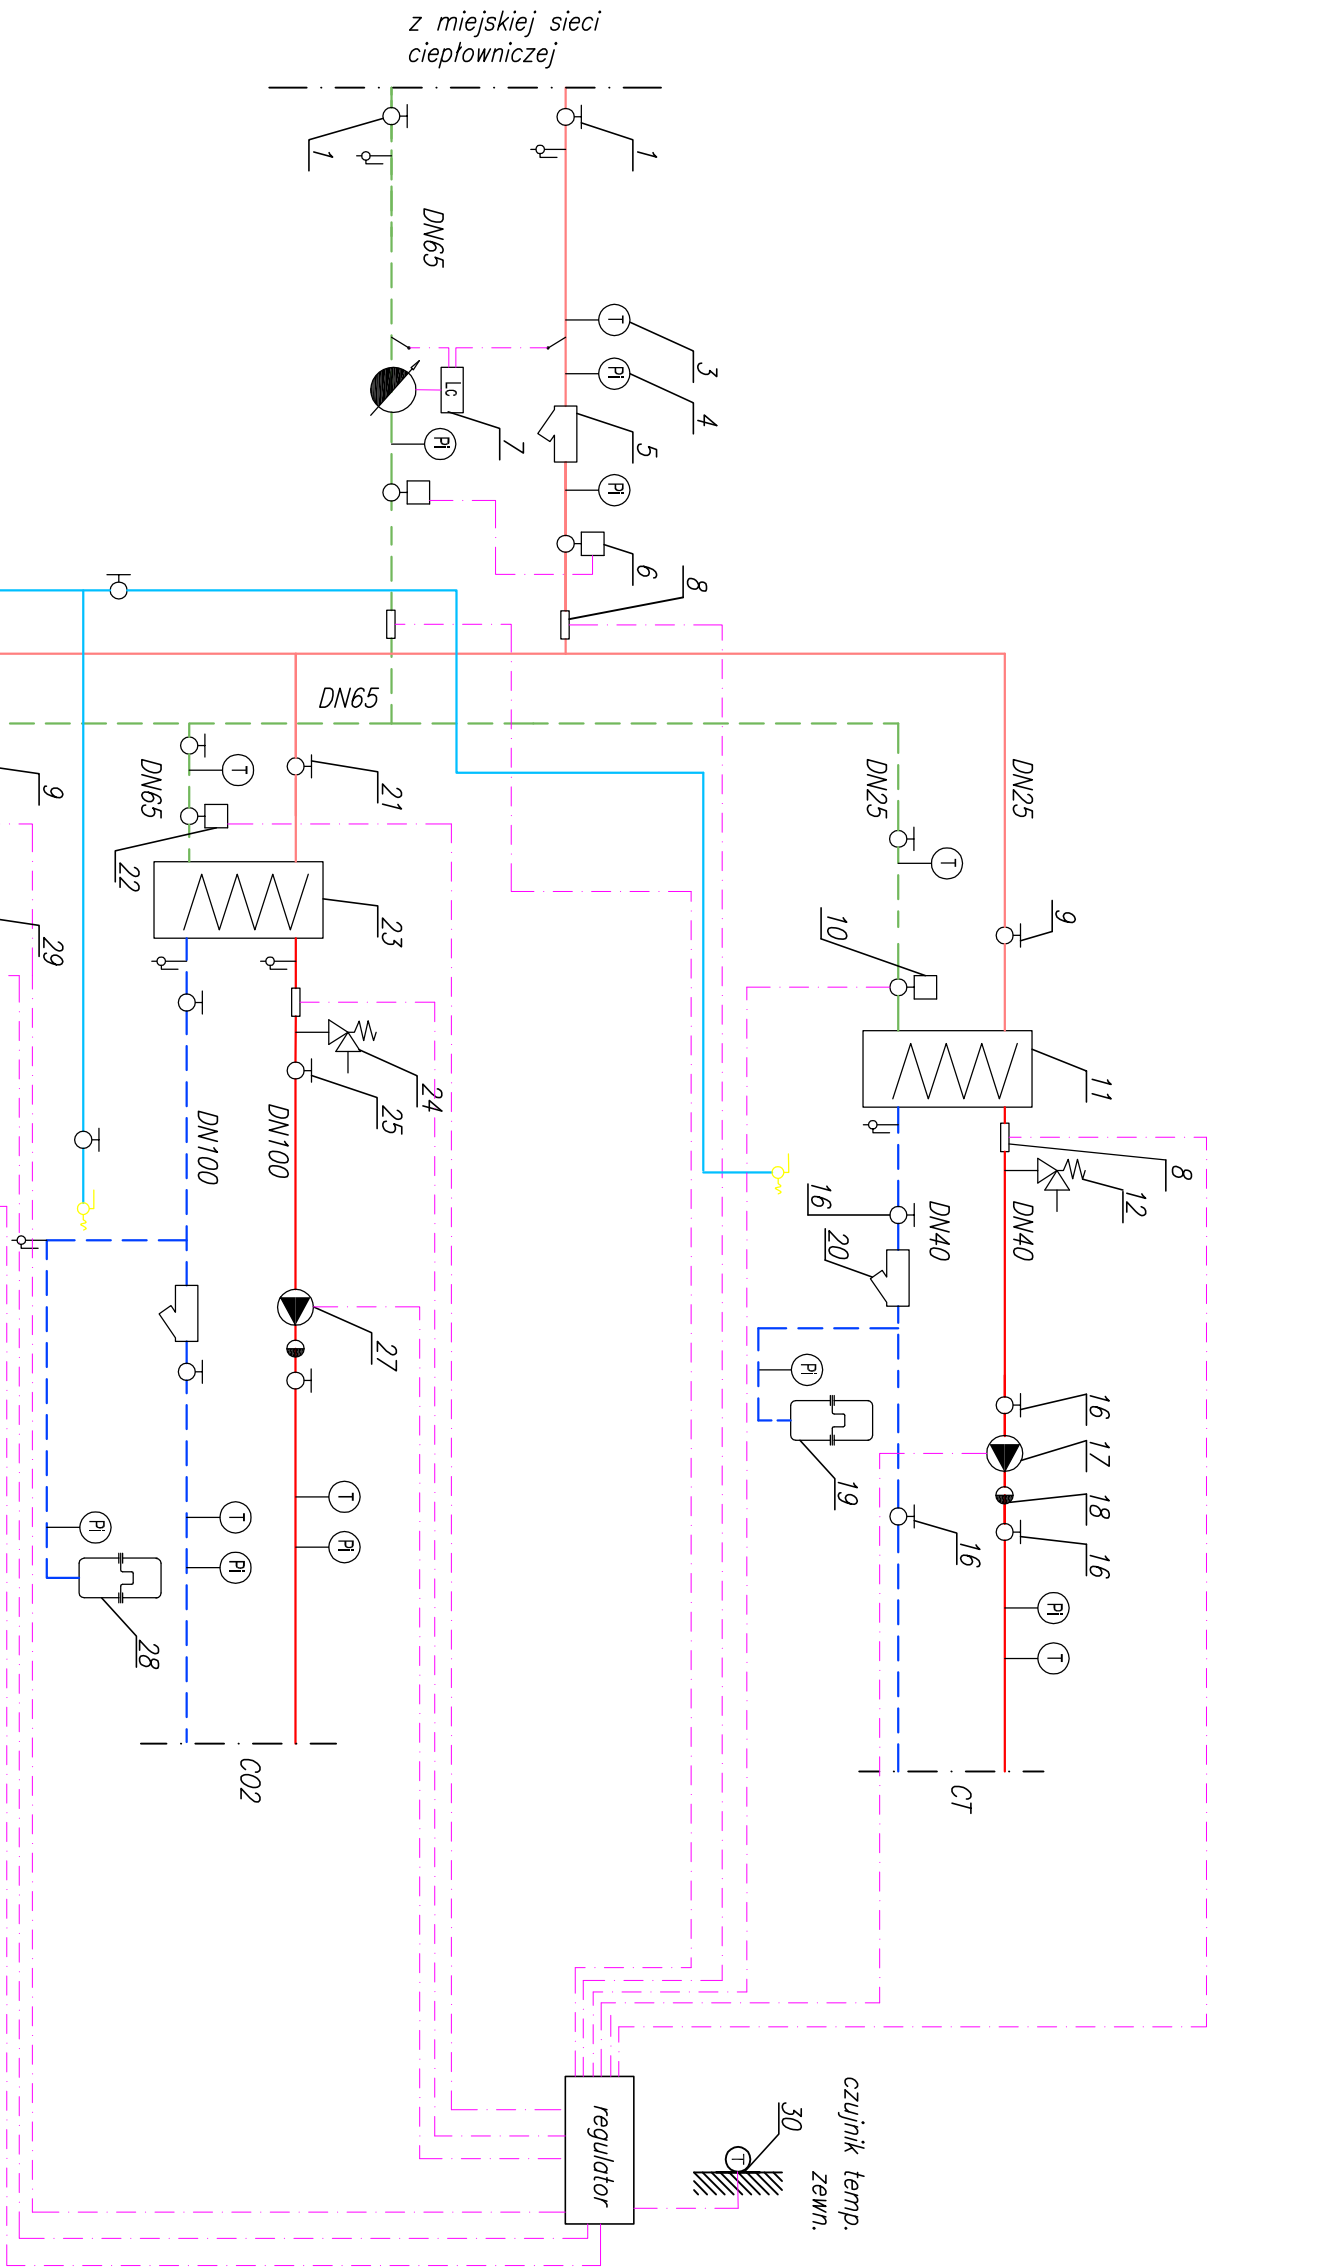 z miejskiej sieci
ciepłowniczej
1
1
DN65
T
3
Pi
4
Lc
7
5
Pi
Pi
6
8
DN65
DN65
T
21
22
23
9
29
DN25
DN25
T
9
10
11
24
25
DN100
DN100
8
12
16
DN40
DN40
20
27
16
17
18
16
Pi
19
16
T
Pi
T
Pi
Pi
28
Pi
T
CO2
CT
czujnik temp.
zewn.
30
T
regulator